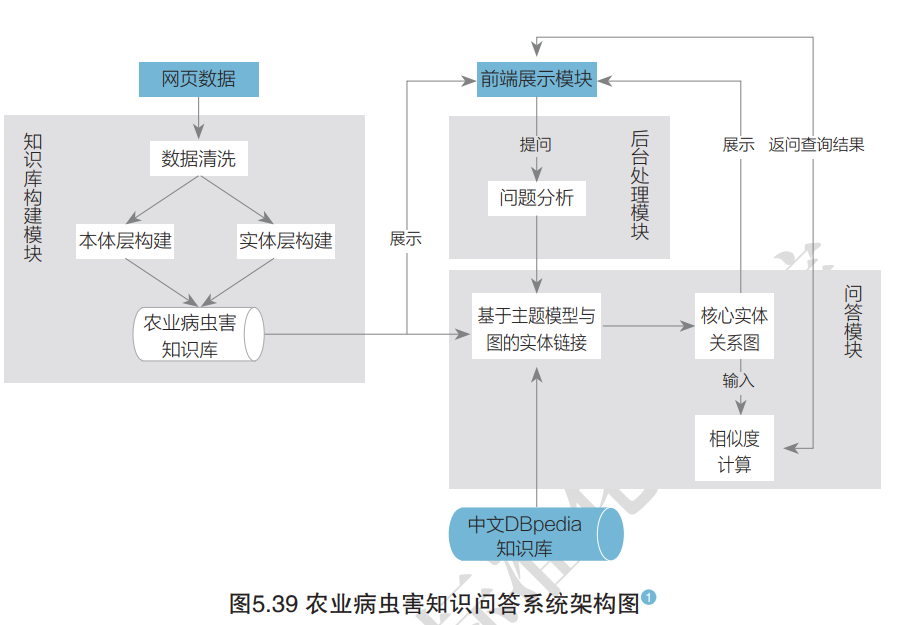 网页数据
前端展示模块
知识库构建模块
数据清洗
本体层构建
实体层构建
农业病虫害
知识库
展示
提问
后台处理模块
问题分析
展示
返问查询结果
问答模块
基于主题模型与
图的实体链接
核心实体
关系图
输入
相似度
计算
中文DBpedia
知识库
图5.39 农业病虫害知识问答系统架构图1